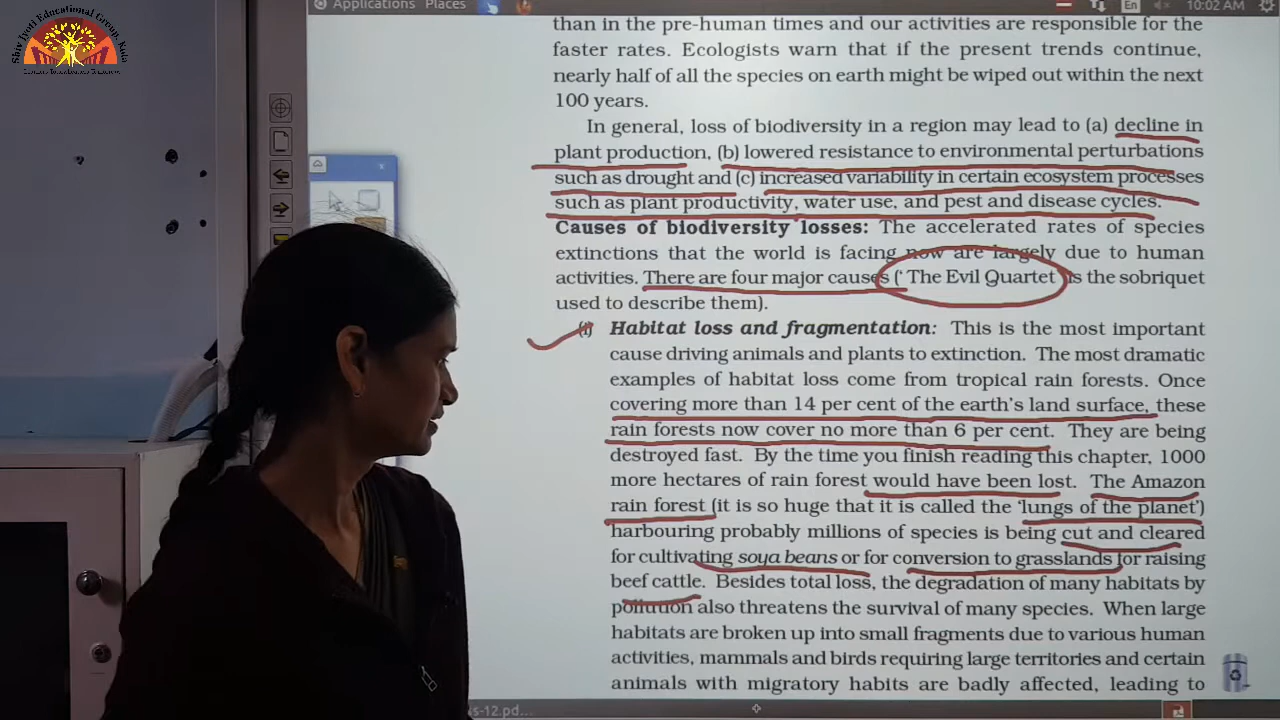 Shiv Jyoti Educational Group, Kota
Learners Today Leaders Tomorrow
Applications Places
En
10:02 AM
than in the pre-human times and our activities are responsible for the
faster rates. Ecologists warn that if the present trends continue,
nearly half of all the species on earth might be wiped out within the next
100 years.
In general, loss of biodiversity in a region may lead to (a) decline in
plant production, (b) lowered resistance to environmental perturbations
such as drought and (c) increased variability in certain ecosystem processes
such as plant productivity, water use, and pest and disease cycles.
Causes of biodiversity losses: The accelerated rates of species
extinctions that the world is facing now are largely due to human
activities. There are four major causes (‘ The Evil Quartet ’ is the sobriquet
used to describe them).
(i) Habitat loss and fragmentation: This is the most important
cause driving animals and plants to extinction. The most dramatic
examples of habitat loss come from tropical rain forests. Once
covering more than 14 per cent of the earth’s land surface, these
rain forests now cover no more than 6 per cent. They are being
destroyed fast. By the time you finish reading this chapter, 1000
more hectares of rain forest would have been lost. The Amazon
rain forest (it is so huge that it is called the ‘lungs of the planet’)
harbouring probably millions of species is being cut and cleared
for cultivating soya beans or for conversion to grasslands for raising
beef cattle. Besides total loss, the degradation of many habitats by
pollution also threatens the survival of many species. When large
habitats are broken up into small fragments due to various human
activities, mammals and birds requiring large territories and certain
animals with migratory habits are badly affected, leading to
s-12.pd...